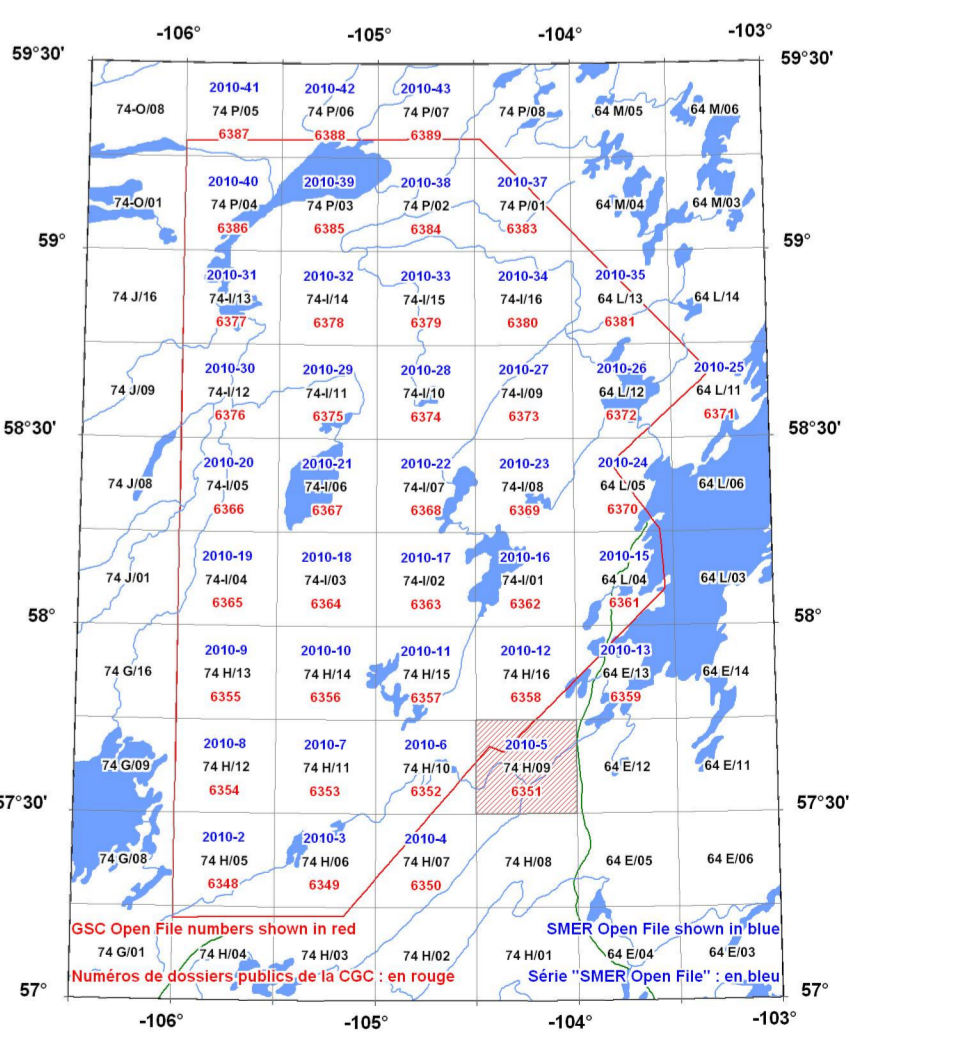 -106° -105° -104° -103°
59°30' 59°30'
2010-41 2010-42 2010-43
74-O/08 74 P/05 74 P/06 74 P/07 74 P/08 64 M/05 64 M/06
6387 6388 6389
2010-40 2010-39 2010-38 2010-37
74-O/01 74 P/04 74 P/03 74 P/02 74 P/01 64 M/04 64 M/03
6386 6385 6384 6383
59° 59°
2010-31 2010-32 2010-33 2010-34 2010-35
74 J/16 74-I/13 74-I/14 74-I/15 74-I/16 64 L/13 64 L/14
6377 6378 6379 6380 6381
2010-30 2010-29 2010-28 2010-27 2010-26 2010-25
74 J/09 74-I/12 74-I/11 74-I/10 74-I/09 64 L/12 64 L/11
6376 6375 6374 6373 6372 6371
58°30' 58°30'
2010-20 2010-21 2010-22 2010-23 2010-24
74 J/08 74-I/05 74-I/06 74-I/07 74-I/08 64 L/05 64 L/06
6366 6367 6368 6369 6370
2010-19 2010-18 2010-17 2010-16 2010-15
74 J/01 74-I/04 74-I/03 74-I/02 74-I/01 64 L/04 64 L/03
6365 6364 6363 6362 6361
58° 58°
2010-9 2010-10 2010-11 2010-12 2010-13
74 G/16 74 H/13 74 H/14 74 H/15 74 H/16 64 E/13 64 E/14
6355 6356 6357 6358 6359
2010-8 2010-7 2010-6 2010-5
74 G/09 74 H/12 74 H/11 74 H/10 74 H/09 64 E/12 64 E/11
6354 6353 6352 6351
57°30' 57°30'
2010-2 2010-3 2010-4
74 G/08 74 H/05 74 H/06 74 H/07 74 H/08 64 E/05 64 E/06
6348 6349 6350
GSC Open File numbers shown in red SMER Open File shown in blue
74 G/01 74 H/04 74 H/03 74 H/02 74 H/01 64 E/04 64 E/03
Numéros de dossiers publics de la CGC : en rouge Série "SMER Open File" : en bleu
57° 57°
-106° -105° -104° -103°